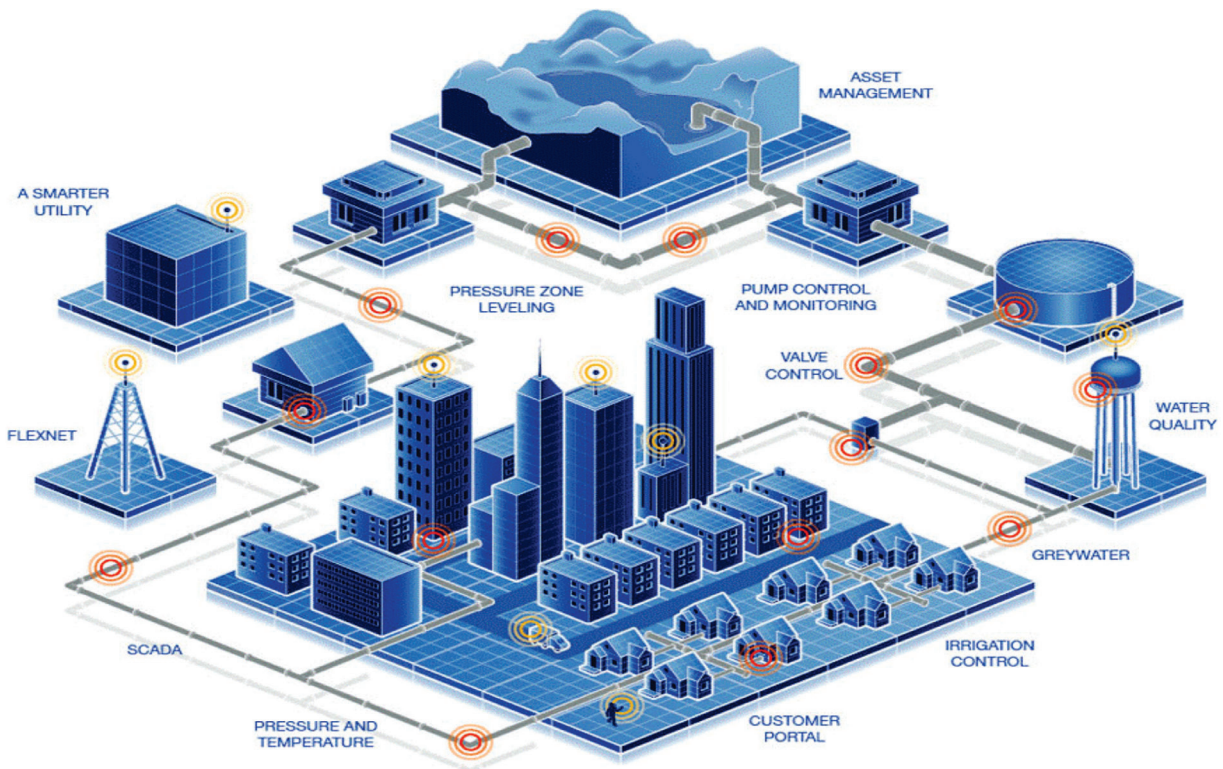 ASSET
MANAGEMENT
A SMARTER
UTILITY
PRESSURE ZONE
LEVELING
PUMP CONTROL
AND MONITORING
VALVE
CONTROL
FLEXNET
WATER
QUALITY
GREYWATER
SCADA
IRRIGATION
CONTROL
PRESSURE AND
TEMPERATURE
CUSTOMER
PORTAL